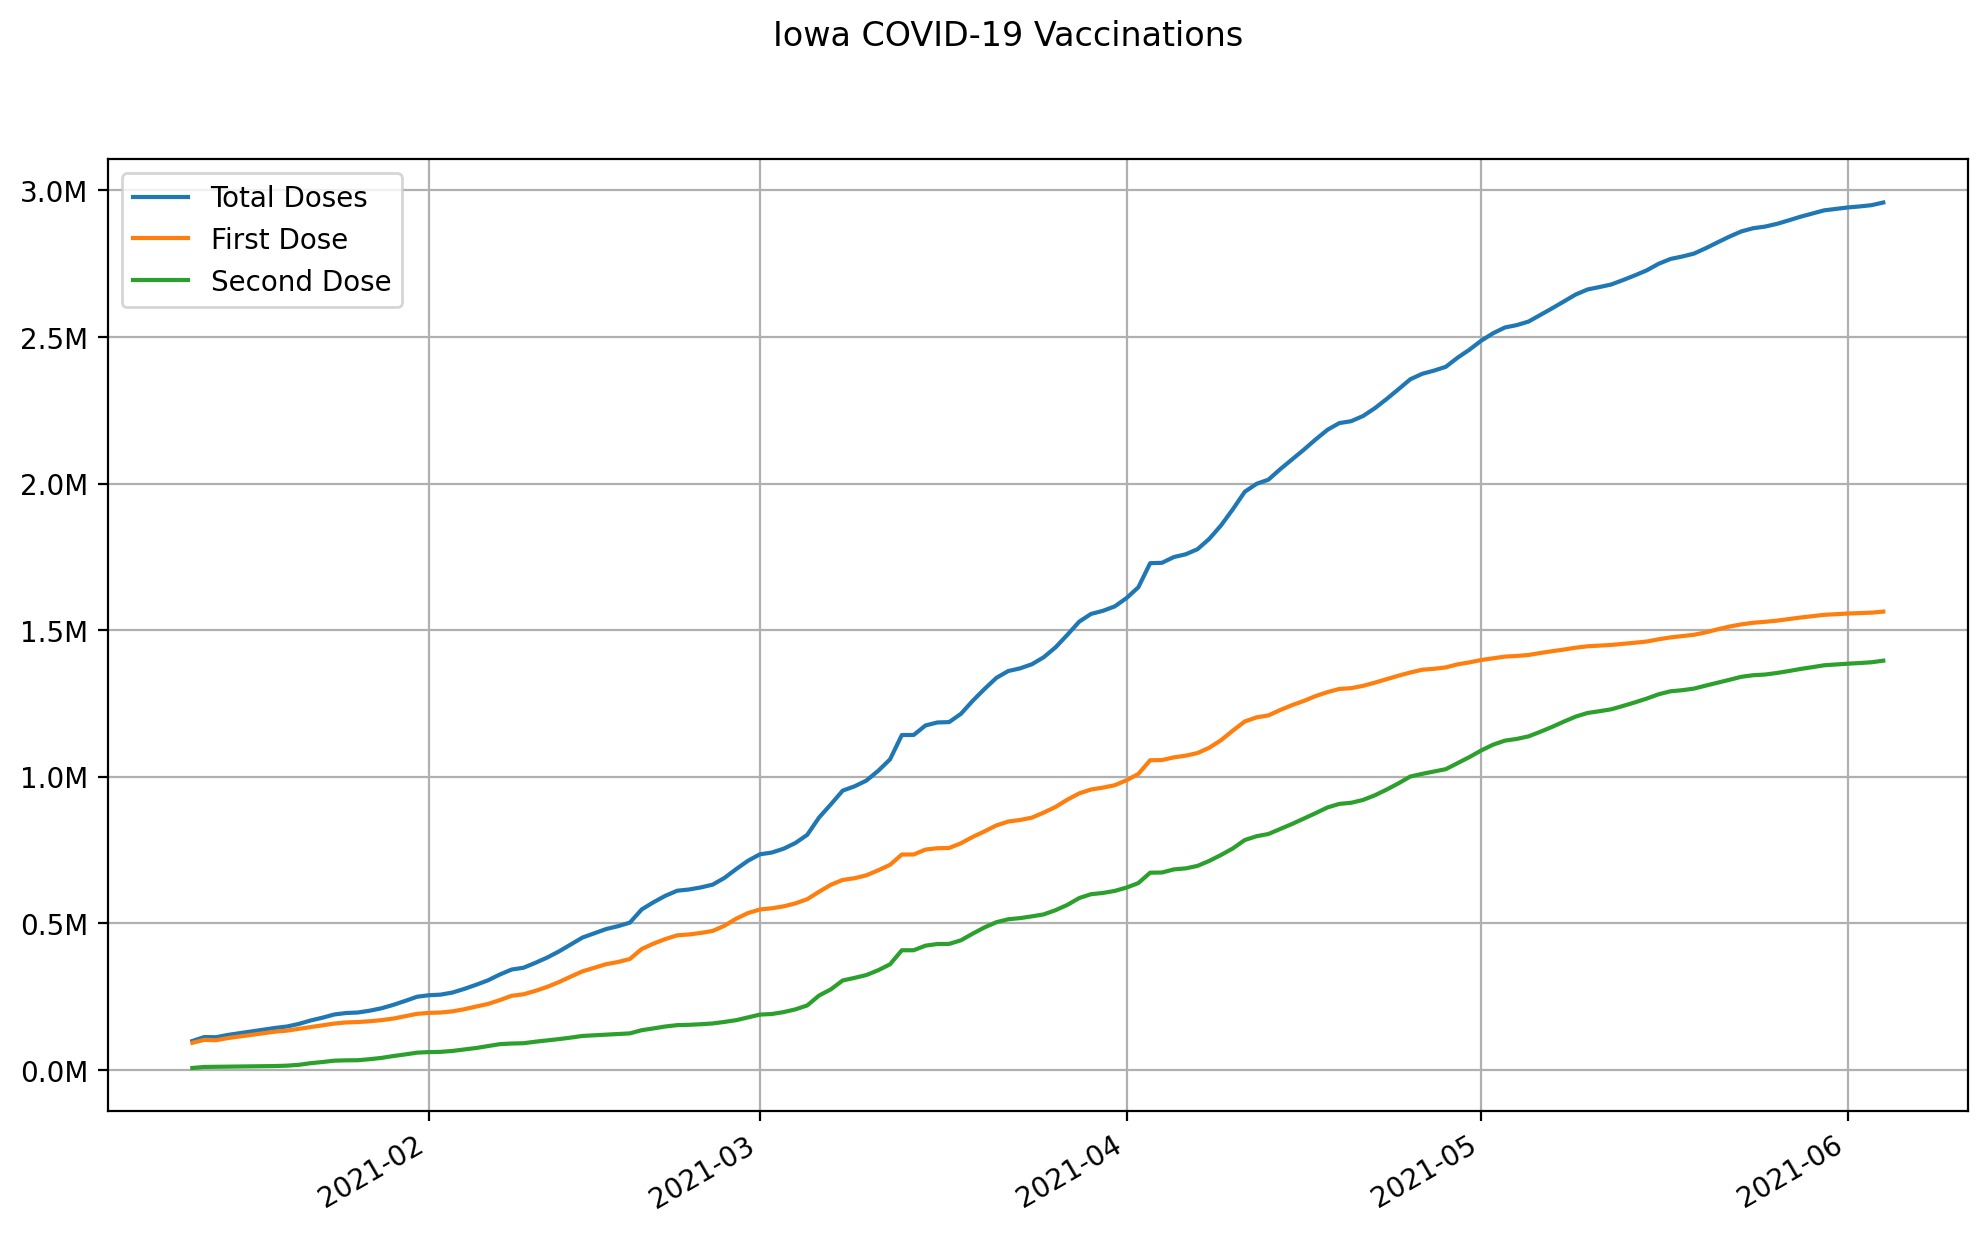 Iowa COVID-19 Vaccinations
Total Doses
First Dose
Second Dose
3.0M
2.5M
2.0M
1.5M
1.0M
0.5M
0.0M
2021-02
2021-03
2021-04
2021-05
2021-06